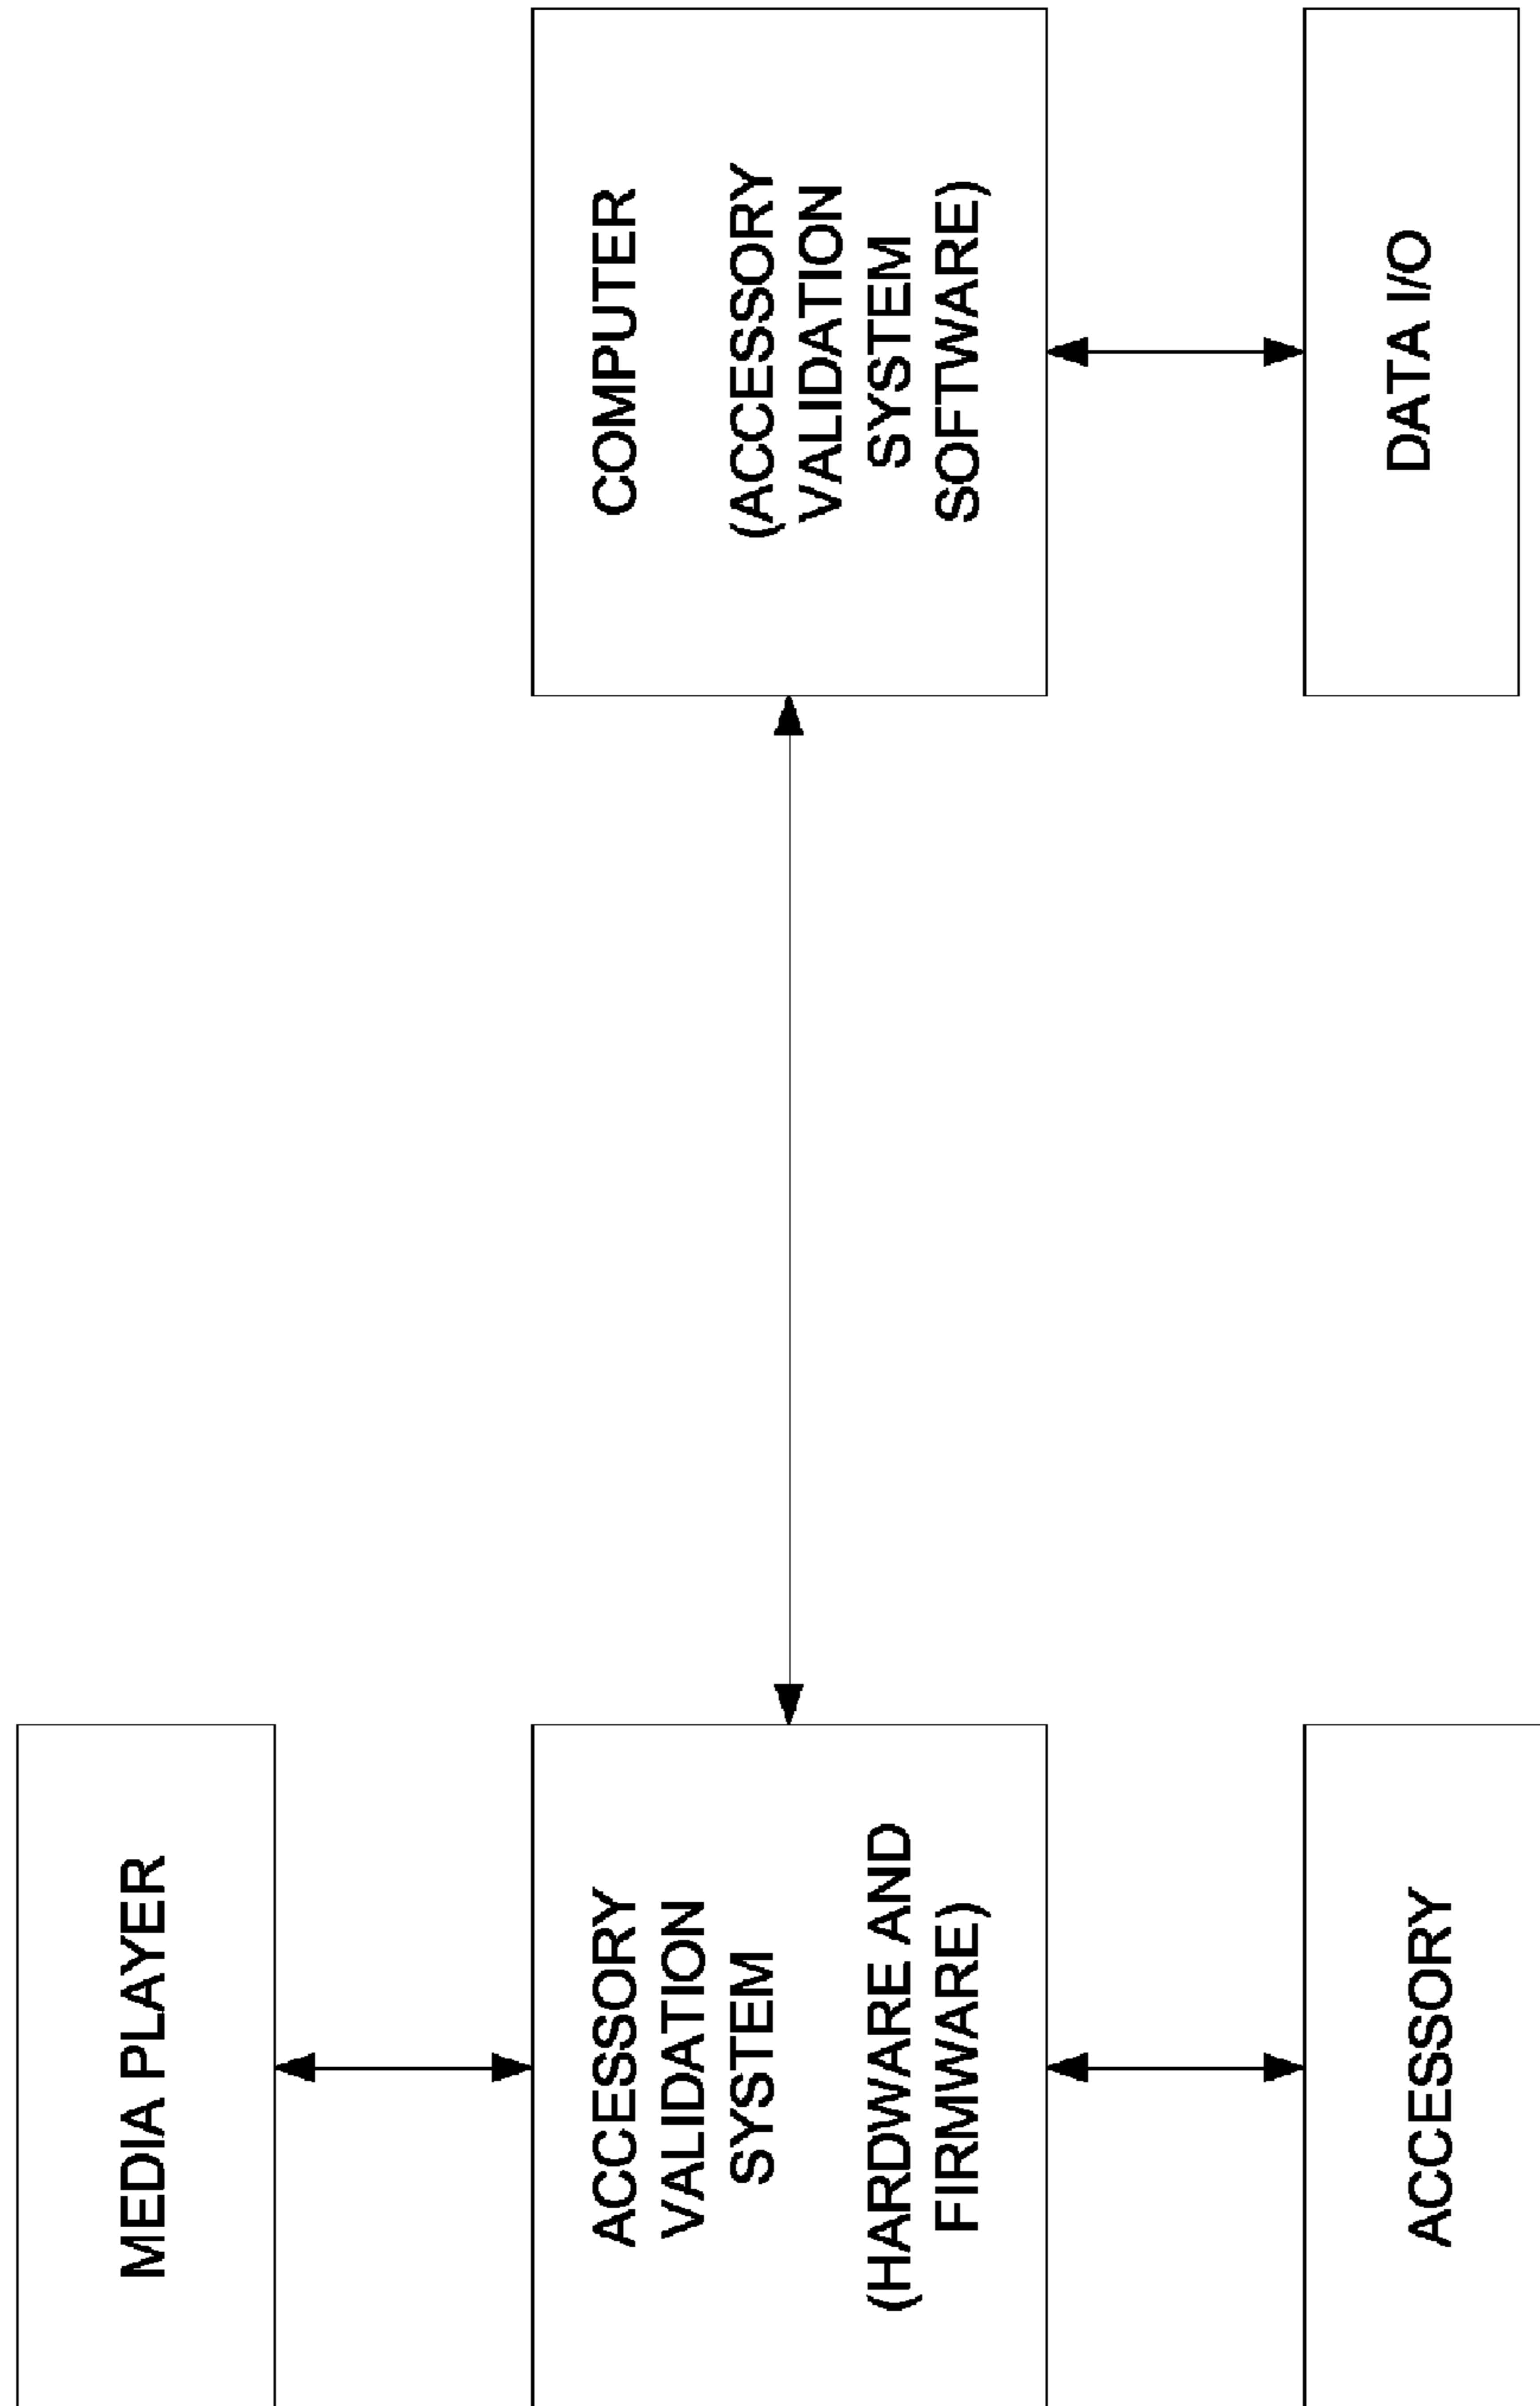 MEDIA PLAYER
ACCESSORY
VALIDATION
SYSTEM
(HARDWARE AND
FIRMWARE)
ACCESSORY
COMPUTER
(ACCESSORY
VALIDATION
SYSTEM
SOFTWARE)
DATA I/O